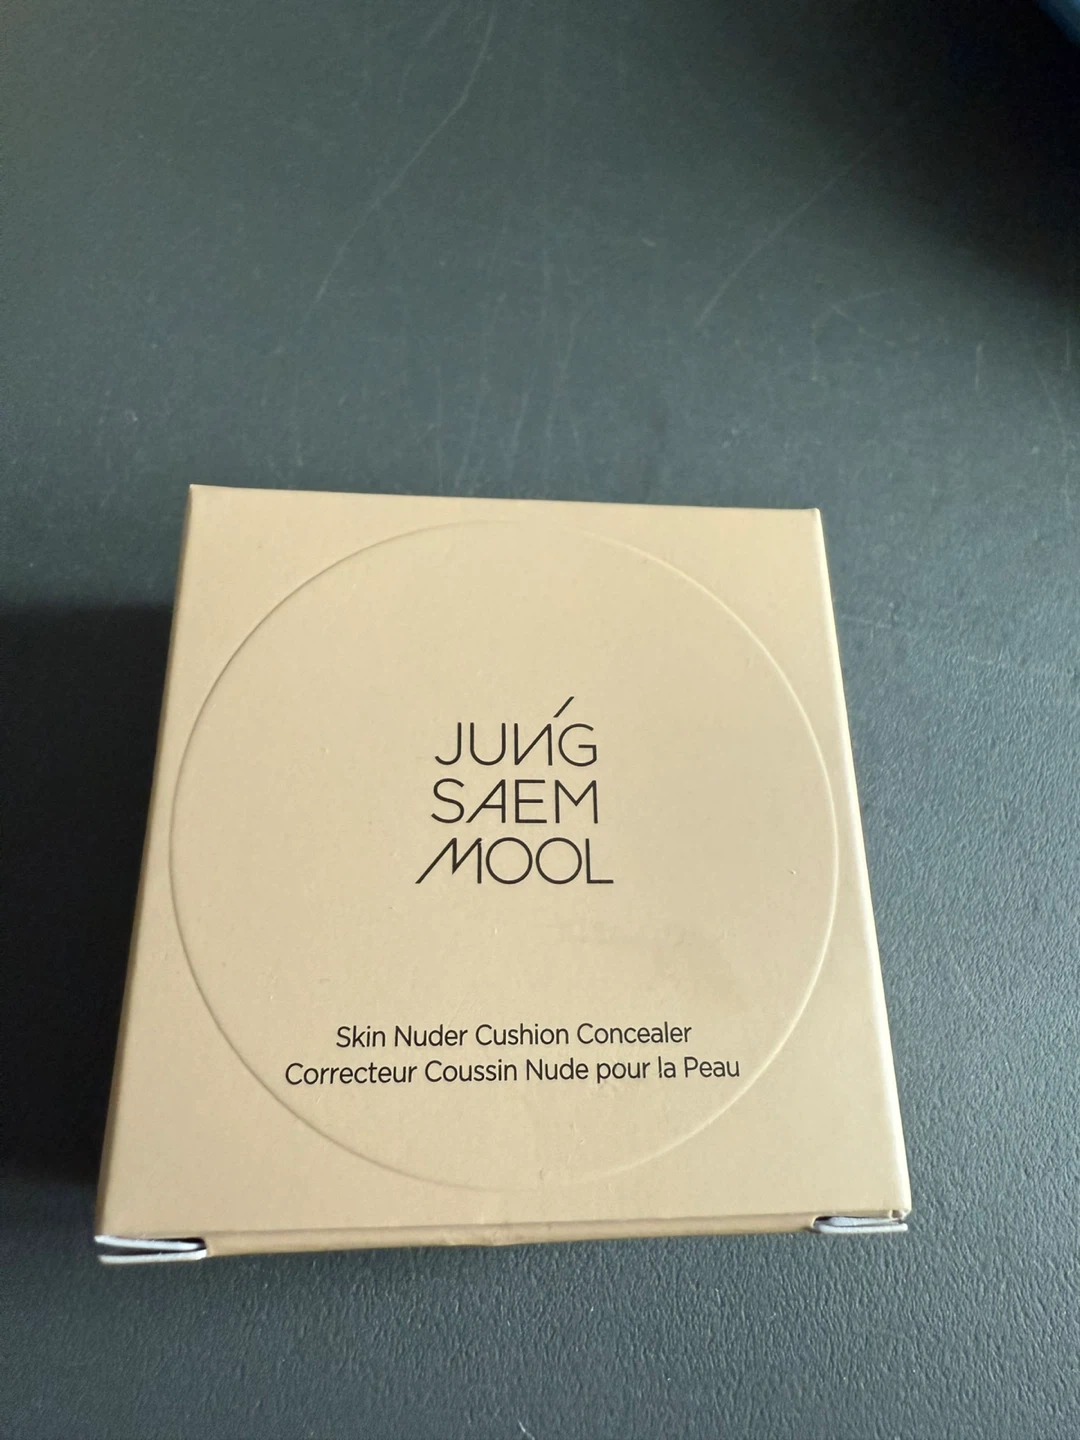 JUNG
SAEM
MOOL
Skin Nuder Cushion Concealer
Correcteur Coussin Nude pour la Peau